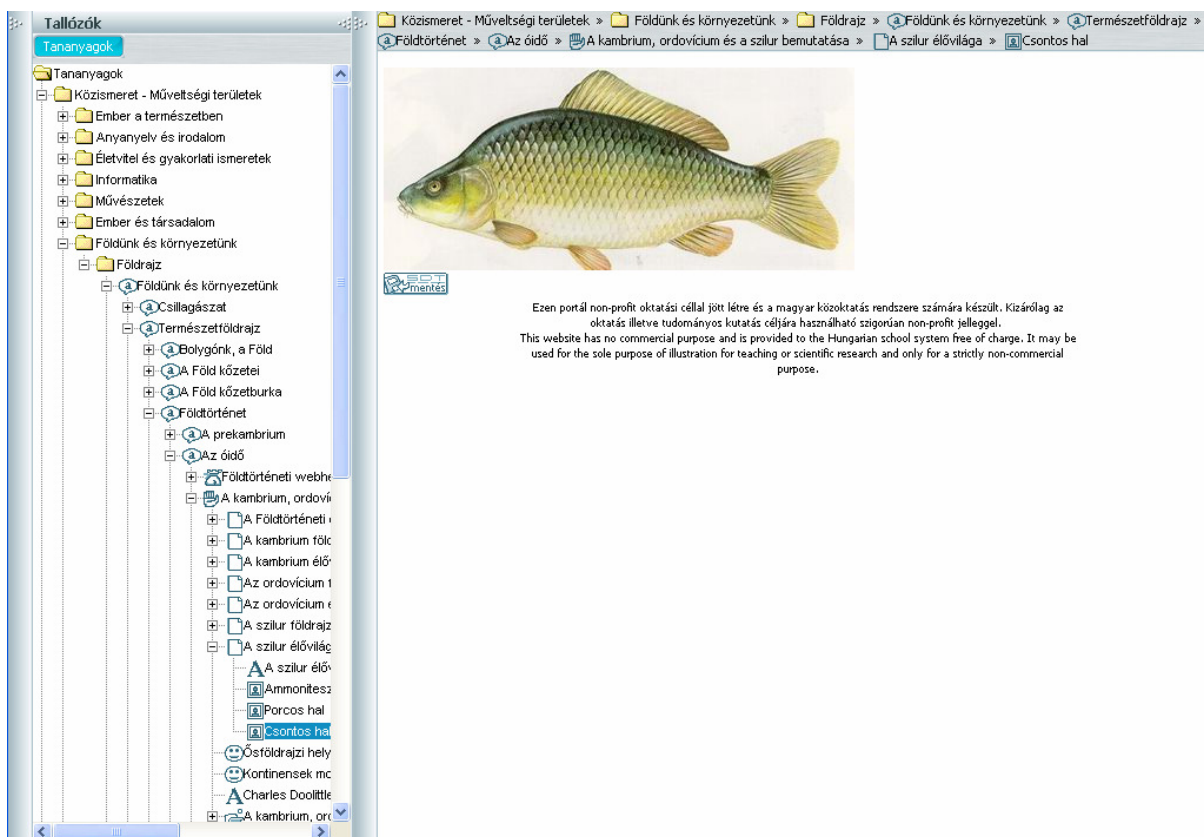 Tallózók
Tananyagok
Tananyagok
Közismeret - Műveltségi területek
Ember a természetben
Anyanyelv és irodalom
Életvitel és gyakorlati ismeretek
Informatika
Művészetek
Ember és társadalom
Földünk és környezetünk
Földrajz
Földünk és környezetünk
Csillagászat
Természetföldrajz
Bolygónk, a Föld
A Föld kőzetei
A Föld kőzetburka
Földtörténet
A prekambrium
Az óidő
Földtörténeti webhe
A kambrium, ordoví
A Földtörténeti
A kambrium föld
A kambrium élőv
Az ordovícium f
Az ordovícium é
A szilur földrajz
A szilur élővilág
A szilur élőv
Ammonitesz
Porcos hal
Csontos hal
Ősföldrajzi hely
Kontinensek mo
Charles Doolittle
A kambrium, ord
Közismeret - Műveltségi területek » Földünk és környezetünk » Földrajz » Földünk és környezetünk » Természetföldrajz »
Földtörténet » Az óidő » A kambrium, ordovícium és a szilur bemutatása » A szilur élővilága » Csontos hal
SDT
mentés
Ezen portál non-profit oktatási céllal jött létre és a magyar közoktatás rendszere számára készült. Kizárólag az
oktatás illetve tudományos kutatás céljára használható szigorúan non-profit jelleggel.
This website has no commercial purpose and is provided to the Hungarian school system free of charge. It may be
used for the sole purpose of illustration for teaching or scientific research and only for a strictly non-commercial
purpose.